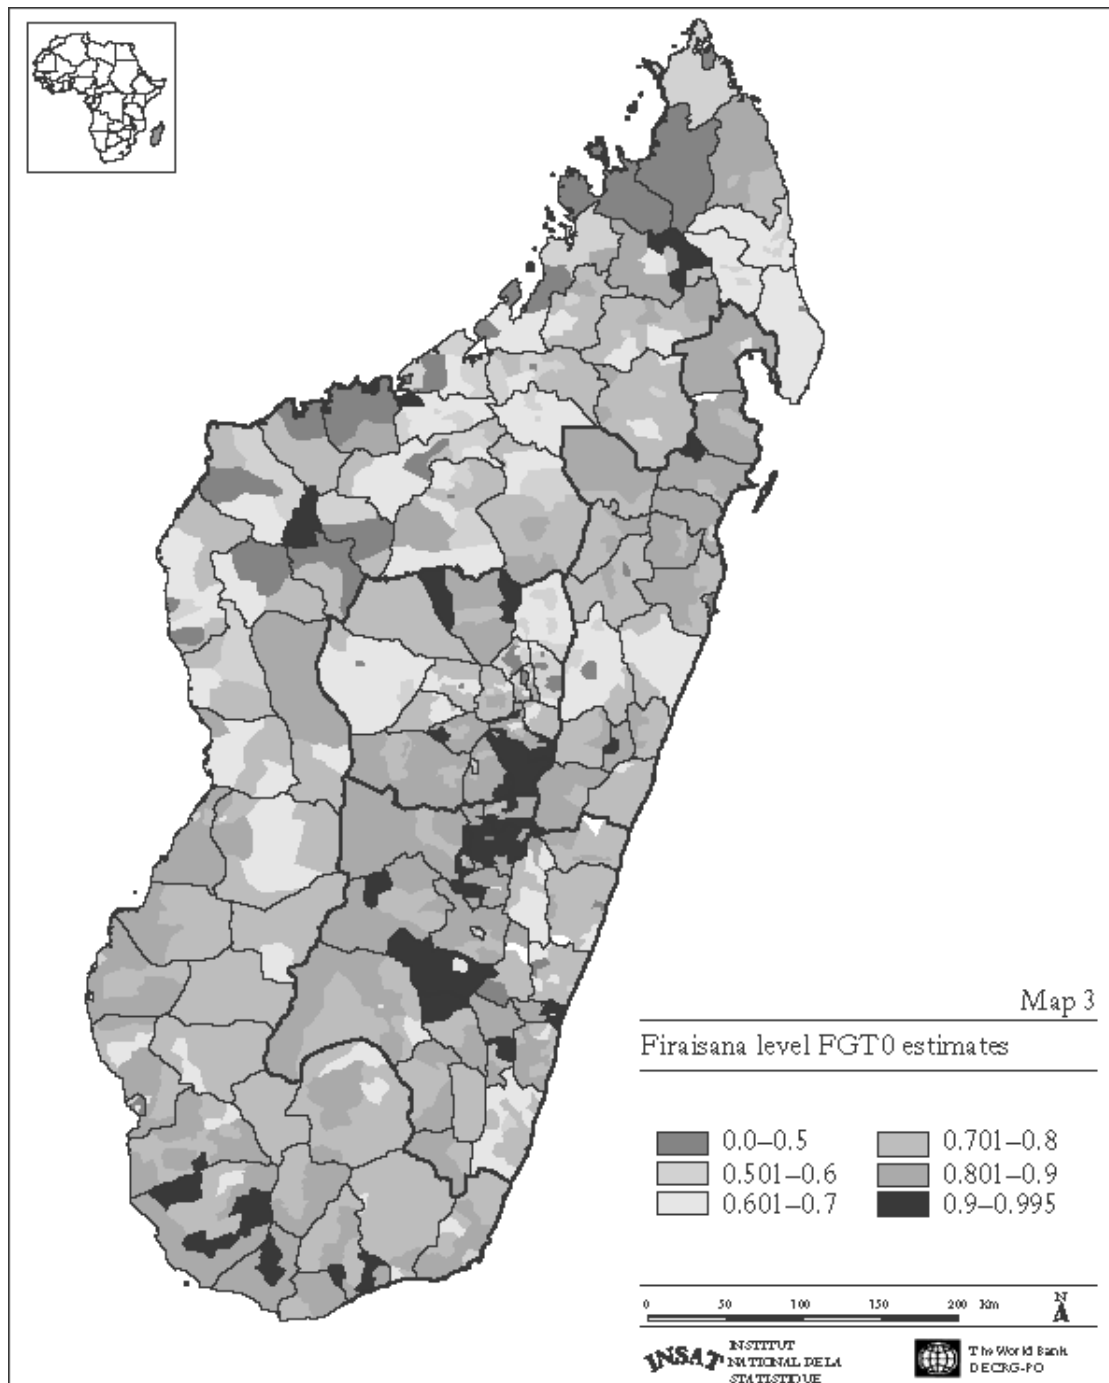 Map 3
Firaisana level FGT0 estimates
0.0–0.5
0.701–0.8
0.501–0.6
0.801–0.9
0.601–0.7
0.9–0.995
N
0 50 100 150 200 Km
INSAT
INSTITUT
NATIONAL DE LA
STATISTIQUE
The World Bank
DECRG-PO